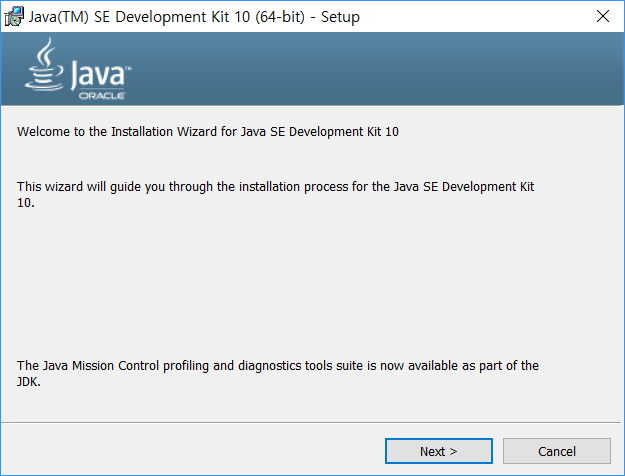 Java(TM) SE Development Kit 10 (64-bit) - Setup
Java™
ORACLE
Welcome to the Installation Wizard for Java SE Development Kit 10
This wizard will guide you through the installation process for the Java SE Development Kit
10.
The Java Mission Control profiling and diagnostics tools suite is now available as part of the
JDK.
Next >
Cancel